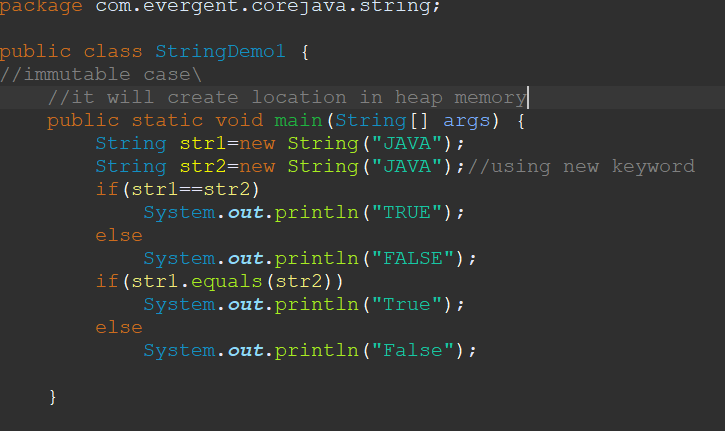 package com.evergent.corejava.string;
public class StringDemo1 {
//immutable case\
//it will create location in heap memory
public static void main(String[] args) {
String str1=new String("JAVA");
String str2=new String("JAVA");//using new keyword
if(str1==str2)
System.out.println("TRUE");
else
System.out.println("FALSE");
if(str1.equals(str2))
System.out.println("True");
else
System.out.println("False");
}